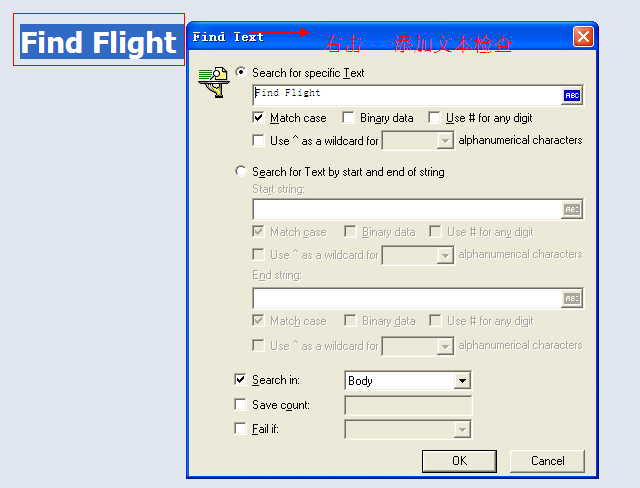 Find Flight
Find Text
右击---添加文本检查
Search for specific Text
Find Flight
ABC
Match case
Binary data
Use # for any digit
Use ^ as a wildcard for
alphanumerical characters
Search for Text by start and end of string
Start string:
ABC
Match case
Binary data
Use # for any digit
Use ^ as a wildcard for
alphanumerical characters
End string:
ABC
Match case
Binary data
Use # for any digit
Use ^ as a wildcard for
alphanumerical characters
Search in:
Body
Save count:
Fail if:
OK
Cancel